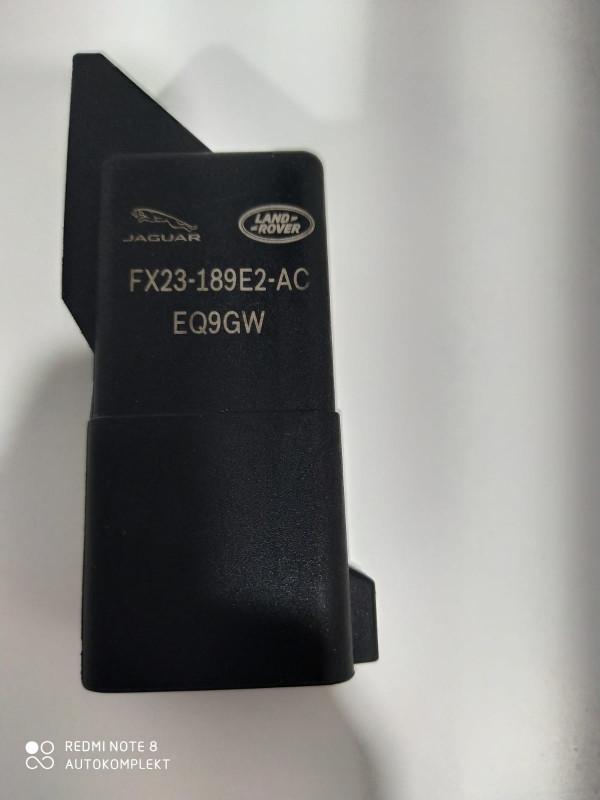 JAGUAR
LAND
ROVER
FX23-189E2-AC
EQ9GW
REDMI NOTE 8
AUTOKOMPLEKT